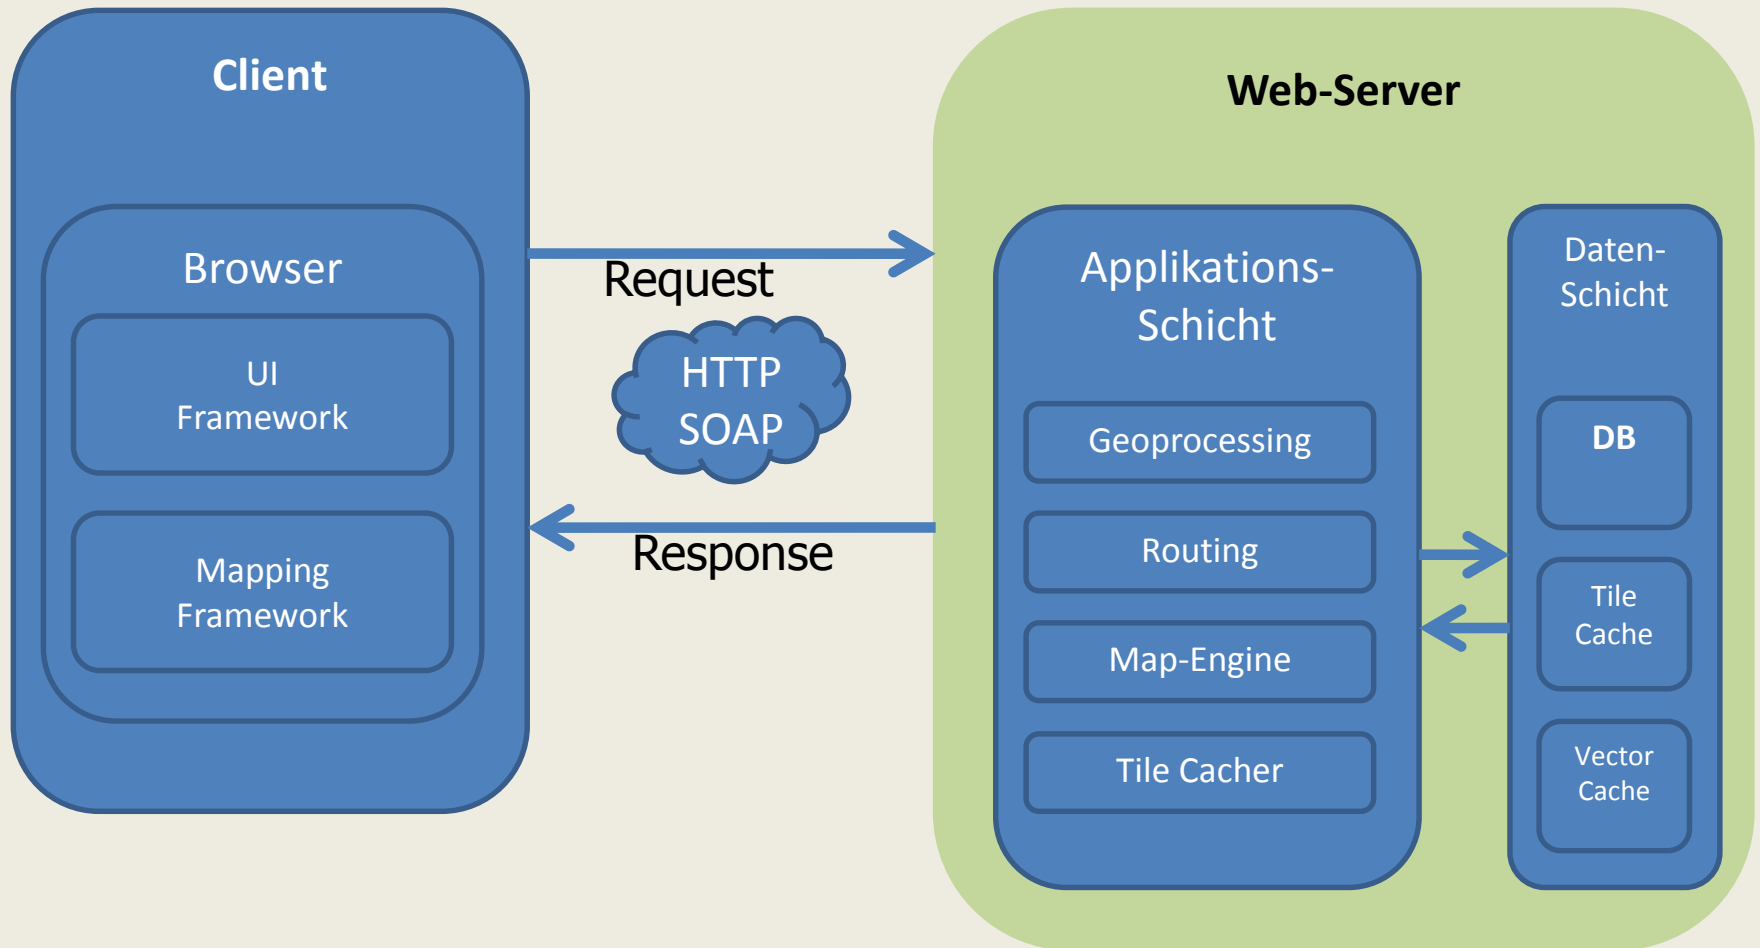 Client
Browser
UI
Framework
Mapping
Framework
Request
HTTP
SOAP
Response
Web-Server
Applikations-
Schicht
Geoprocessing
Routing
Map-Engine
Tile Cacher
Daten-
Schicht
DB
Tile
Cache
Vector
Cache